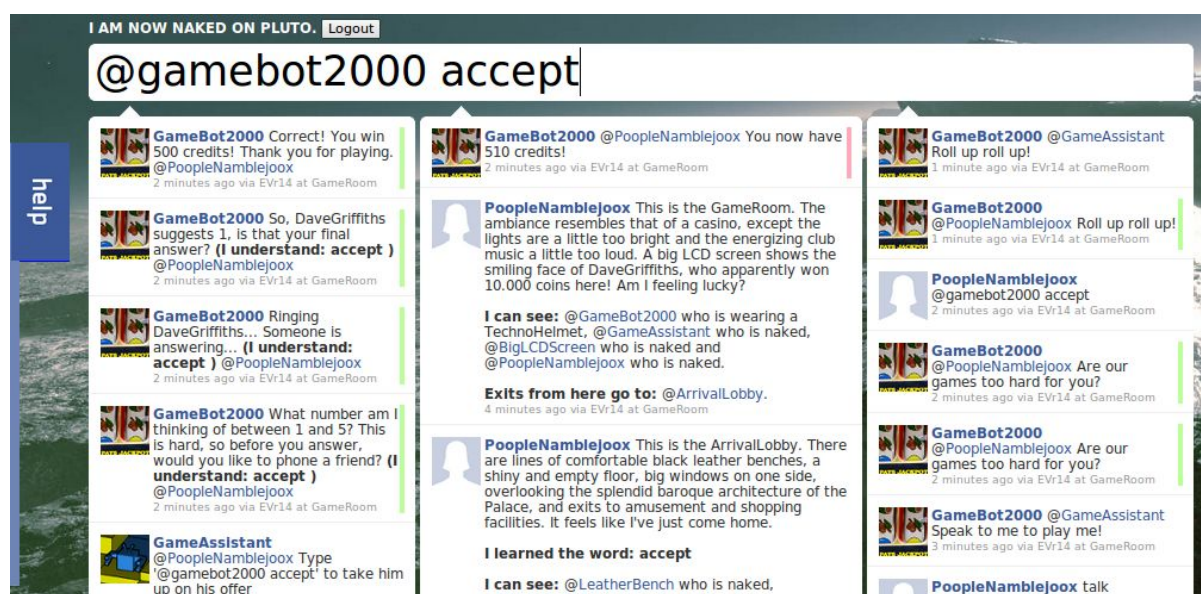 I AM NOW NAKED ON PLUTO. Logout
@gamebot2000 accept
help
GameBot2000 Correct! You win
500 credits! Thank you for playing.
@PoopleNamblejoox
2 minutes ago via EVr14 at GameRoom
GameBot2000 So, DaveGriffiths
suggests 1, is that your final
answer? (I understand: accept )
@PoopleNamblejoox
2 minutes ago via EVr14 at GameRoom
GameBot2000 Ringing
DaveGriffiths... Someone is
answering... (I understand:
accept ) @PoopleNamblejoox
2 minutes ago via EVr14 at GameRoom
GameBot2000 What number am I
thinking of between 1 and 5? This
is hard, so before you answer,
would you like to phone a friend? (I
understand: accept )
@PoopleNamblejoox
2 minutes ago via EVr14 at GameRoom
GameAssistant
@PoopleNamblejoox Type
'@gamebot2000 accept' to take him
up on his offer
GameBot2000 @PoopleNamblejoox You now have
510 credits!
2 minutes ago via EVr14 at GameRoom
PoopleNamblejoox This is the GameRoom. The
ambiance resembles that of a casino, except the
lights are a little too bright and the energizing club
music a little too loud. A big LCD screen shows the
smiling face of DaveGriffiths, who apparently won
10.000 coins here! Am I feeling lucky?
I can see: @GameBot2000 who is wearing a
TechnoHelmet, @GameAssistant who is naked,
@BigLCDScreen who is naked and
@PoopleNamblejoox who is naked.
Exits from here go to: @ArrivalLobby.
4 minutes ago via EVr14 at GameRoom
PoopleNamblejoox This is the ArrivalLobby. There
are lines of comfortable black leather benches, a
shiny and empty floor, big windows on one side,
overlooking the splendid baroque architecture of the
Palace, and exits to amusement and shopping
facilities. It feels like I've just come home.
I learned the word: accept
I can see: @LeatherBench who is naked,
GameBot2000 @GameAssistant
Roll up roll up!
1 minute ago via EVr14 at GameRoom
GameBot2000
@PoopleNamblejoox Roll up roll up!
1 minute ago via EVr14 at GameRoom
PoopleNamblejoox
@gamebot2000 accept
2 minutes ago via EVr14 at GameRoom
GameBot2000
@PoopleNamblejoox Are our
games too hard for you?
2 minutes ago via EVr14 at GameRoom
GameBot2000
@PoopleNamblejoox Are our
games too hard for you?
2 minutes ago via EVr14 at GameRoom
GameBot2000 @GameAssistant
Speak to me to play me!
3 minutes ago via EVr14 at GameRoom
PoopleNamblejoox talk